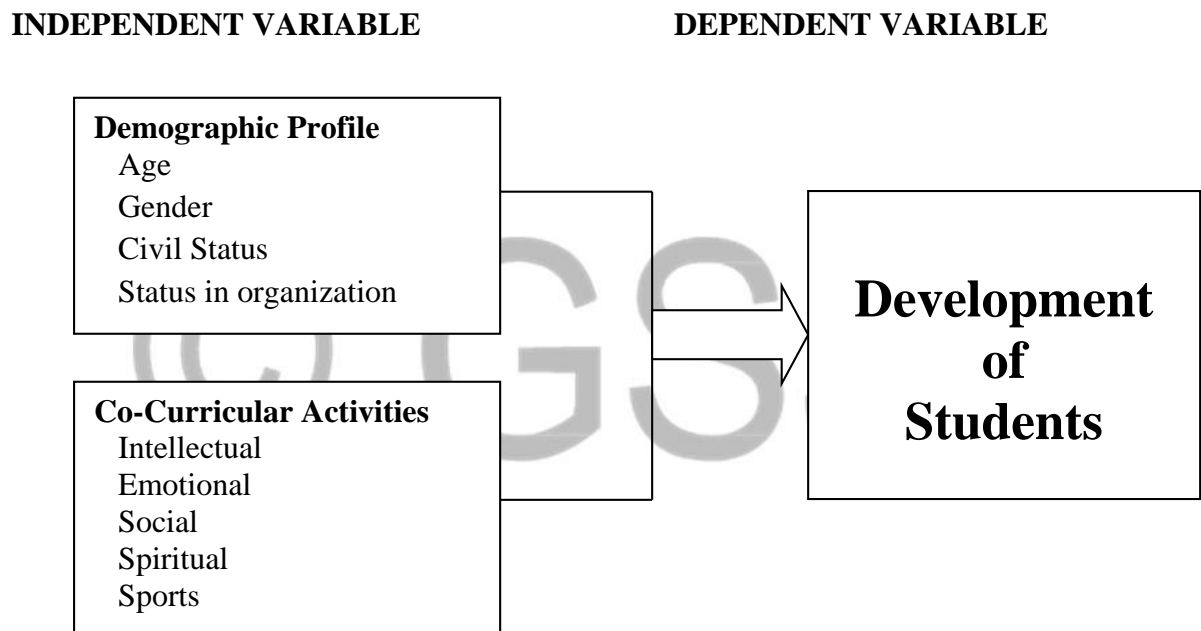 INDEPENDENT VARIABLE
DEPENDENT VARIABLE
Demographic Profile
Age
Gender
Civil Status
Status in organization
Co-Curricular Activities
Intellectual
Emotional
Social
Spiritual
Sports
Development
of
Students
© GS